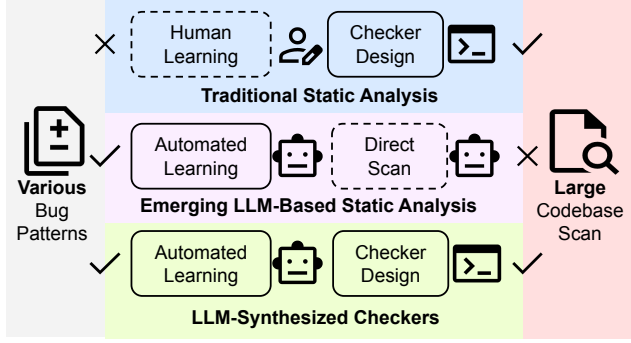 Human
Learning
Checker
Design
Traditional Static Analysis
Various
Bug
Patterns
Automated
Learning
Direct
Scan
Emerging LLM-Based Static Analysis
Large
Codebase
Scan
Automated
Learning
Checker
Design
LLM-Synthesized Checkers